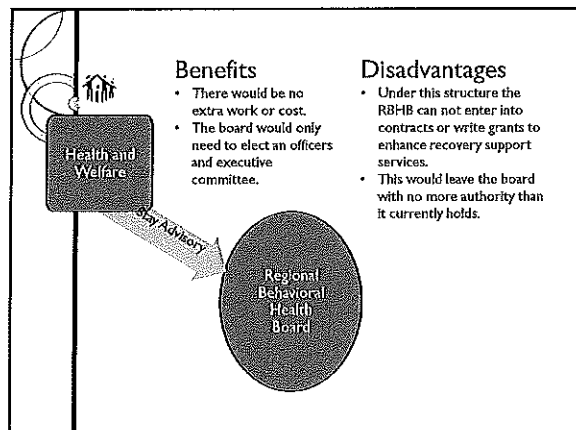 Benefits
• There would be no
extra work or cost.
• The board would only
need to elect an officers
and executive
committee.
Disadvantages
• Under this structure the
RBHB can not enter into
contracts or write grants to
enhance recovery support
services.
• This would leave the board
with no more authority than
it currently holds.
Health and
Welfare
Stay Advisory
Regional
Behavioral
Health
Board